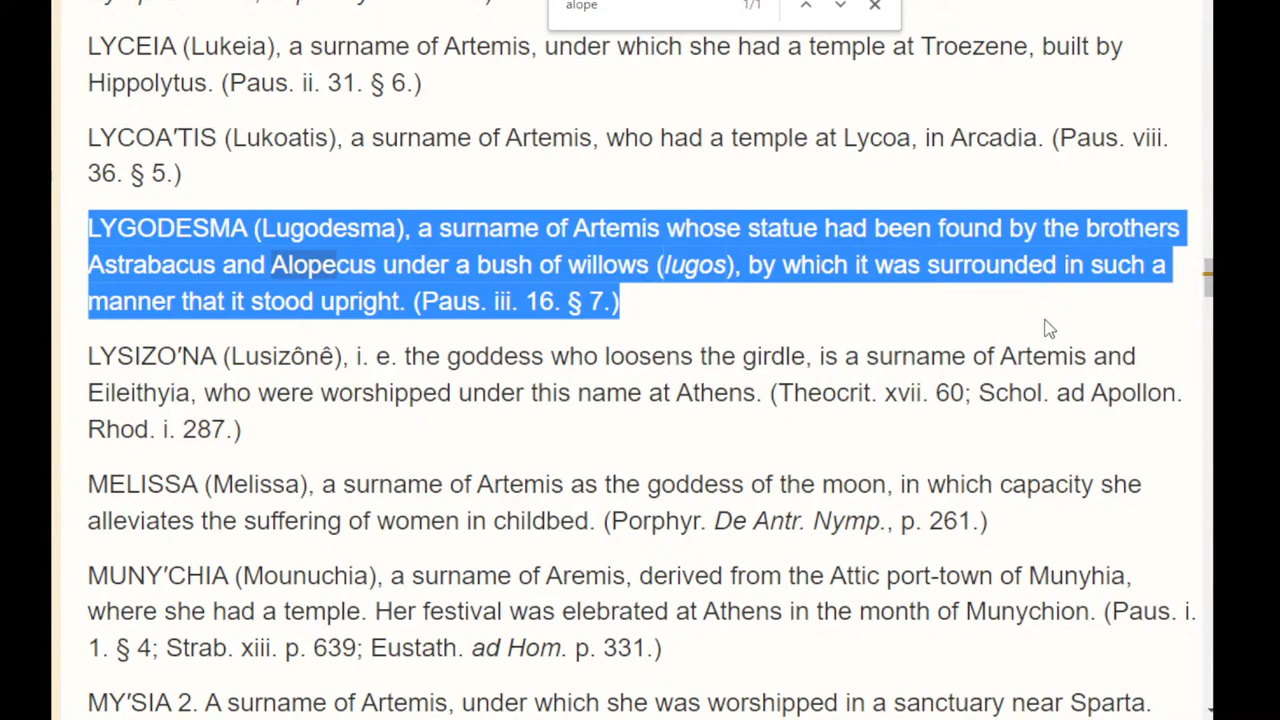 alope 1/1
LYCEIA (Lukeia), a surname of Artemis, under which she had a temple at Troezene, built by
Hippolytus. (Paus. ii. 31. § 6.)
LYCOA'TIS (Lukoatis), a surname of Artemis, who had a temple at Lycoa, in Arcadia. (Paus. viii.
36. § 5.)
LYGODESMA (Lugodesma), a surname of Artemis whose statue had been found by the brothers
Astrabacus and Alopecus under a bush of willows (lugos), by which it was surrounded in such a
manner that it stood upright. (Paus. iii. 16. § 7.)
LYSIZO'NA (Lusizônê), i. e. the goddess who loosens the girdle, is a surname of Artemis and
Eileithyia, who were worshipped under this name at Athens. (Theocrit. xvii. 60; Schol. ad Apollon.
Rhod. i. 287.)
MELISSA (Melissa), a surname of Artemis as the goddess of the moon, in which capacity she
alleviates the suffering of women in childbed. (Porphyr. De Antr. Nymp., p. 261.)
MUNY'CHIA (Mounuchia), a surname of Aremis, derived from the Attic port-town of Munyhia,
where she had a temple. Her festival was elebrated at Athens in the month of Munychion. (Paus. i.
1. § 4; Strab. xiii. p. 639; Eustath. ad Hom. p. 331.)
MY'SIA 2. A surname of Artemis, under which she was worshipped in a sanctuary near Sparta.